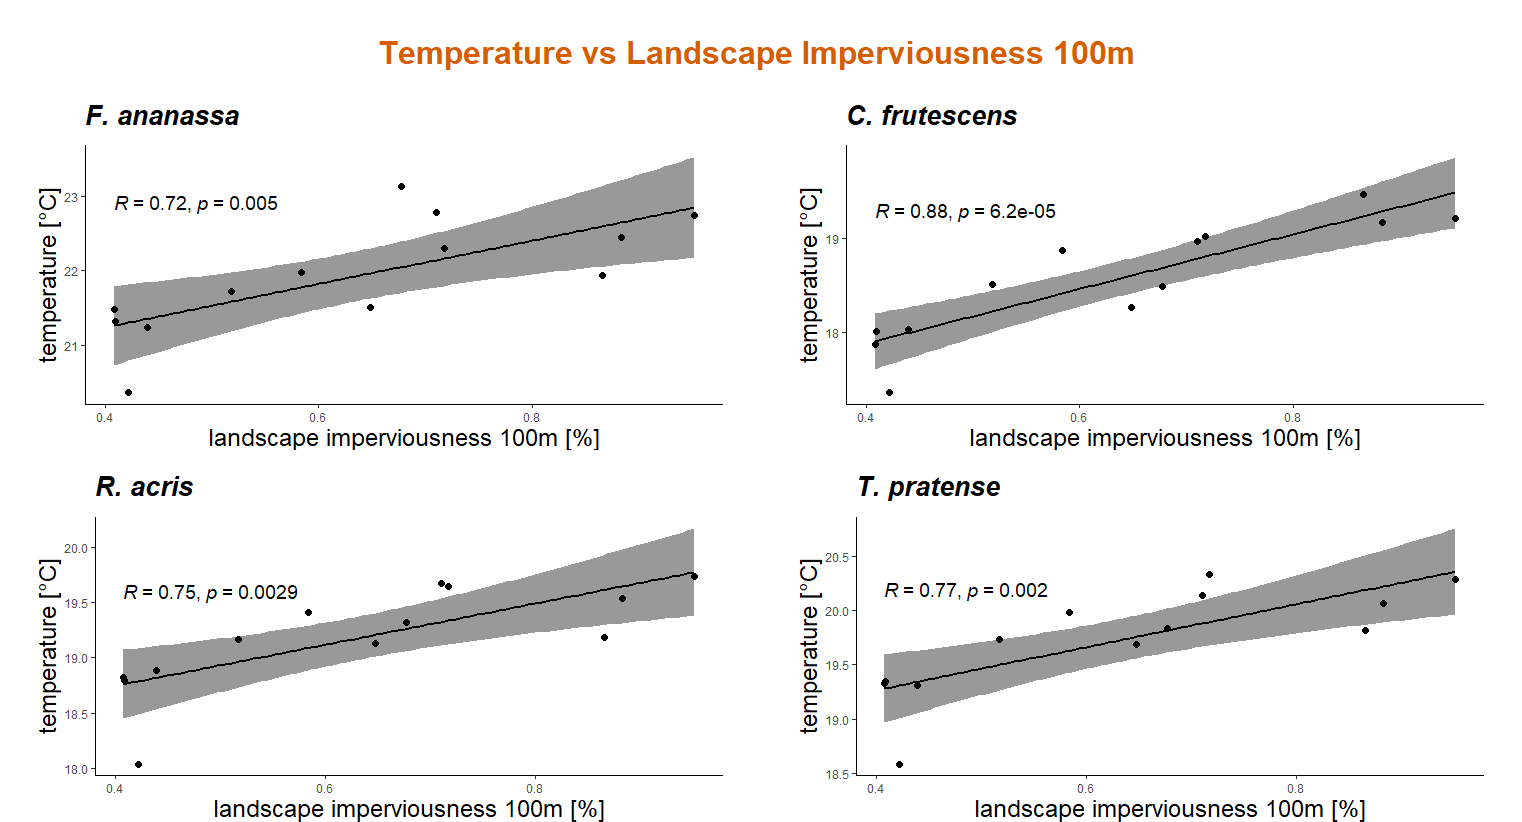 Temperature vs Landscape Imperviousness 100m
F. ananassa
temperature [°C]
23
22
21
R = 0.72, p = 0.005
0.4 0.6 0.8
landscape imperviousness 100m [%]
C. frutescens
temperature [°C]
19
18
R = 0.88, p = 6.2e-05
0.4 0.6 0.8
landscape imperviousness 100m [%]
R. acris
temperature [°C]
20.0
19.5
19.0
18.5
18.0
R = 0.75, p = 0.0029
0.4 0.6 0.8
landscape imperviousness 100m [%]
T. pratense
temperature [°C]
20.5
20.0
19.5
19.0
18.5
R = 0.77, p = 0.002
0.4 0.6 0.8
landscape imperviousness 100m [%]